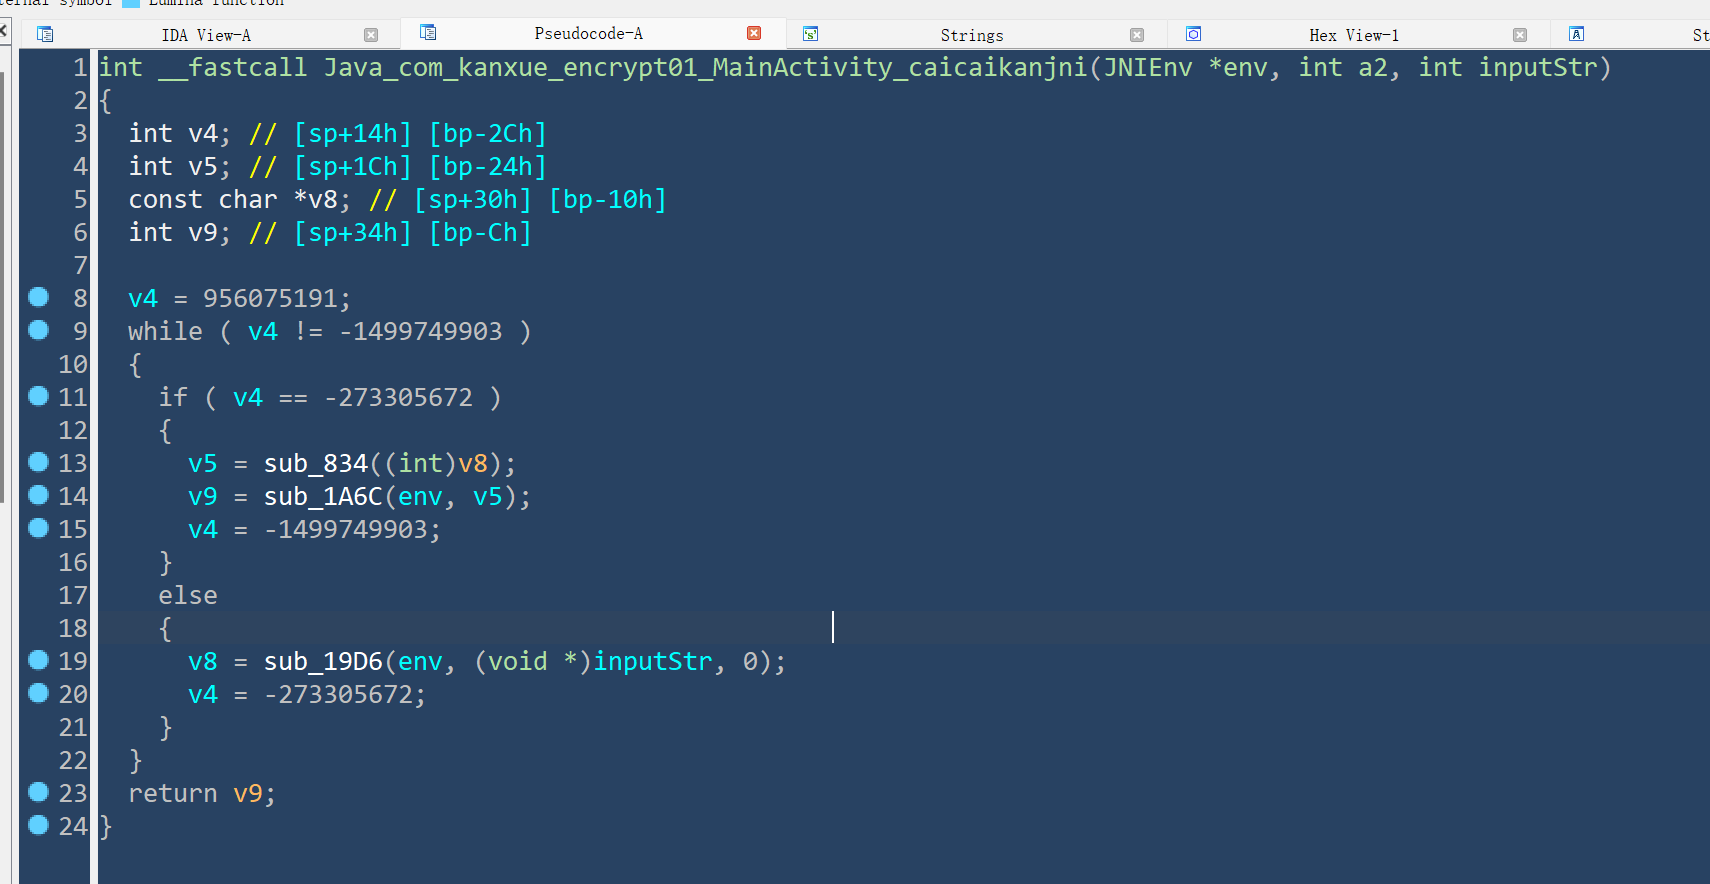 Lumina function
IDA View-A
Pseudocode-A
Strings
Hex View-1
1 int __fastcall Java_com_kanxue_encrypt01_MainActivity_caicaikanjni(JNIEnv *env, int a2, int inputStr)
2 {
3   int v4; // [sp+14h] [bp-2Ch]
4   int v5; // [sp+1Ch] [bp-24h]
5   const char *v8; // [sp+30h] [bp-10h]
6   int v9; // [sp+34h] [bp-Ch]
7
8   v4 = 956075191;
9   while ( v4 != -1499749903 )
10   {
11     if ( v4 == -273305672 )
12     {
13       v5 = sub_834((int)v8);
14       v9 = sub_1A6C(env, v5);
15       v4 = -1499749903;
16     }
17     else
18     {
19       v8 = sub_19D6(env, (void *)inputStr, 0);
20       v4 = -273305672;
21     }
22   }
23   return v9;
24 }